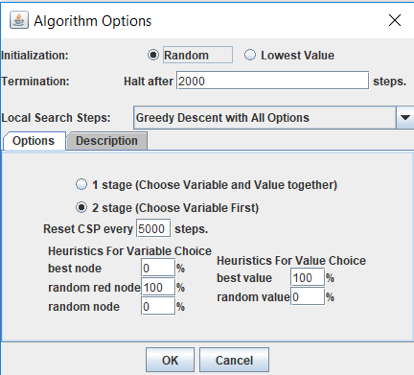 Algorithm Options
Initialization: Random Lowest Value
Termination: Halt after 2000 steps.
Local Search Steps: Greedy Descent with All Options
Options Description
1 stage (Choose Variable and Value together)
2 stage (Choose Variable First)
Reset CSP every 5000 steps.
Heuristics For Variable Choice
best node 0 %
random red node 100 %
random node 0 %
Heuristics For Value Choice
best value 100 %
random value 0 %
OK Cancel